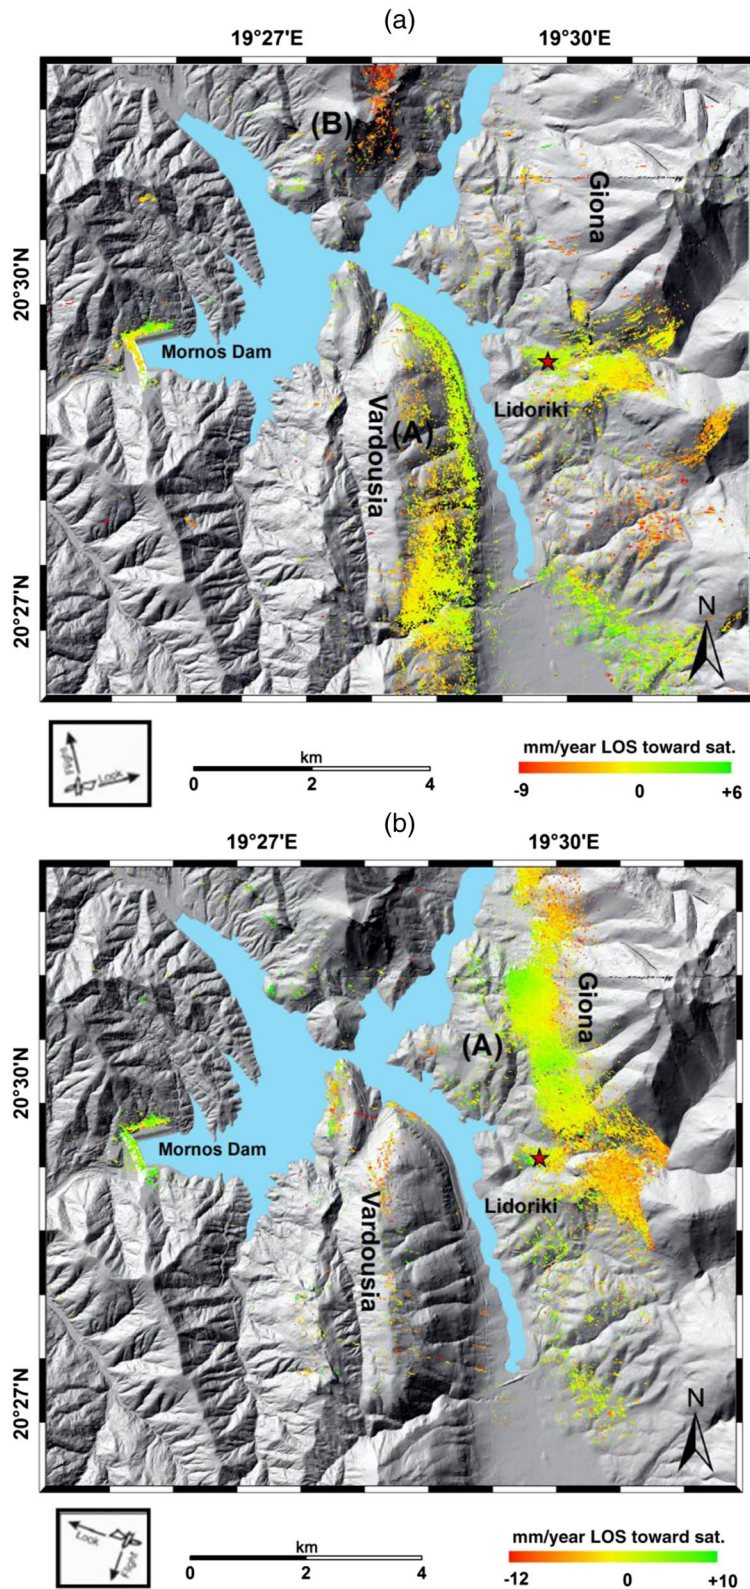 (a)
19°27'E 19°30'E
(B)
Giona
20°30'N
Mornos Dam
Lidoriki
Vardousia
(A)
20°27'N
N
Flight
Look
km
0 2 4
mm/year LOS toward sat.
-9 0 +6
(b)
19°27'E 19°30'E
Giona
(A)
20°30'N
Mornos Dam
Lidoriki
Vardousia
20°27'N
N
Look
Flight
km
0 2 4
mm/year LOS toward sat.
-12 0 +10